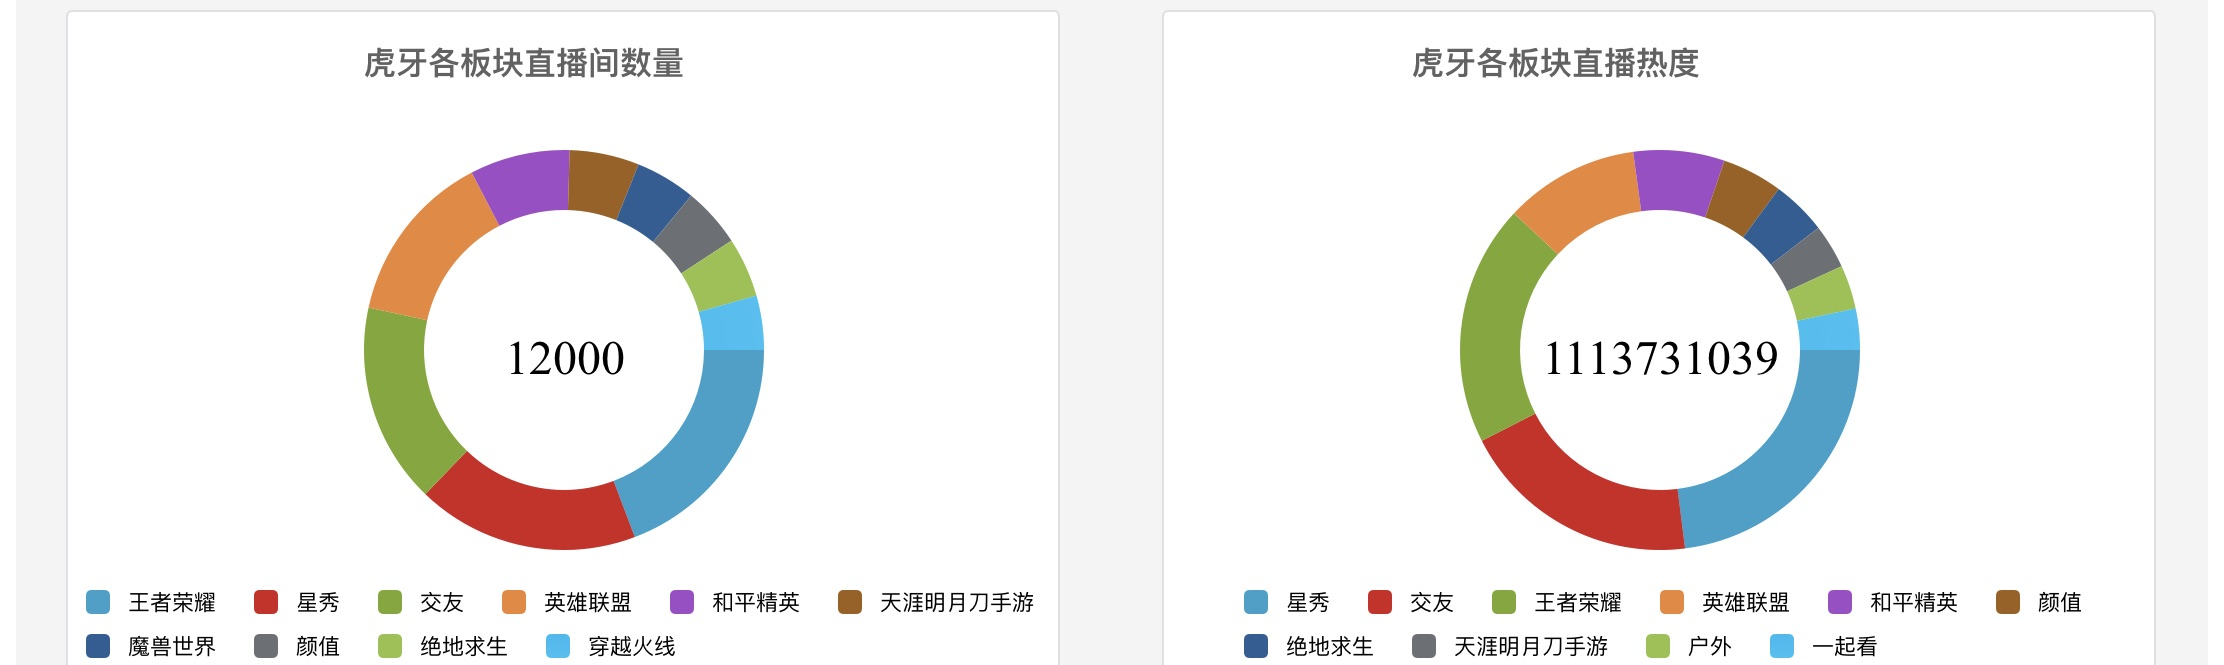 虎牙各板块直播间数量
12000
王者荣耀 星秀 交友 英雄联盟 和平精英 天涯明月刀手游
魔兽世界 颜值 绝地求生 穿越火线
虎牙各板块直播热度
1113731039
星秀 交友 王者荣耀 英雄联盟 和平精英 颜值
绝地求生 天涯明月刀手游 户外 一起看